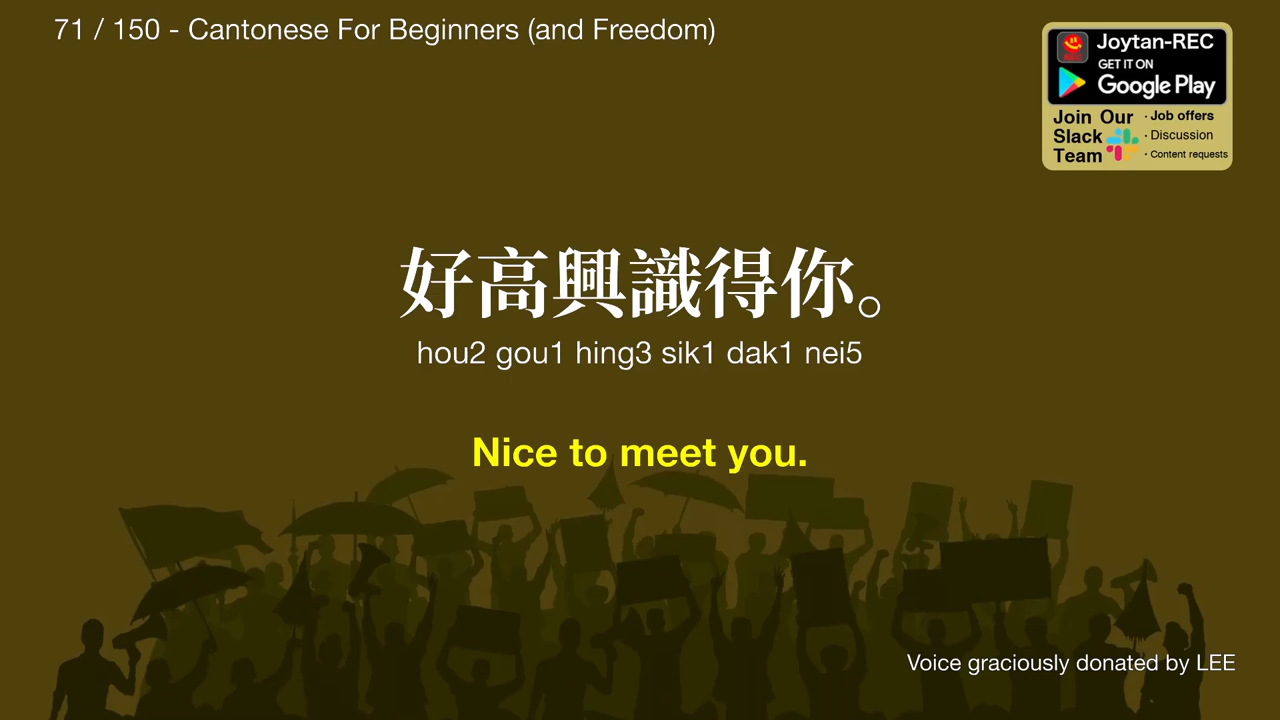 71 / 150 - Cantonese For Beginners (and Freedom)
Joytan-REC
GET IT ON
Google Play
Join Our
Slack
Team
· Job offers
· Discussion
· Content requests
好高興識得你。
hou2 gou1 hing3 sik1 dak1 nei5
Nice to meet you.
Voice graciously donated by LEE